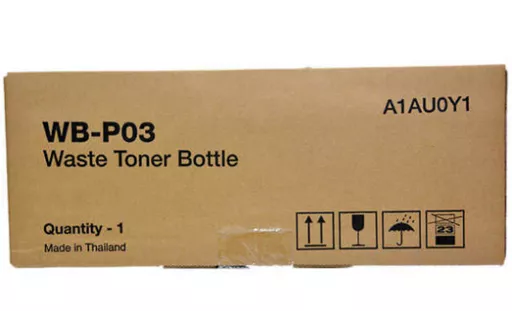 WB-P03
Waste Toner Bottle
A1AU0Y1
Quantity - 1
Made in Thailand
23